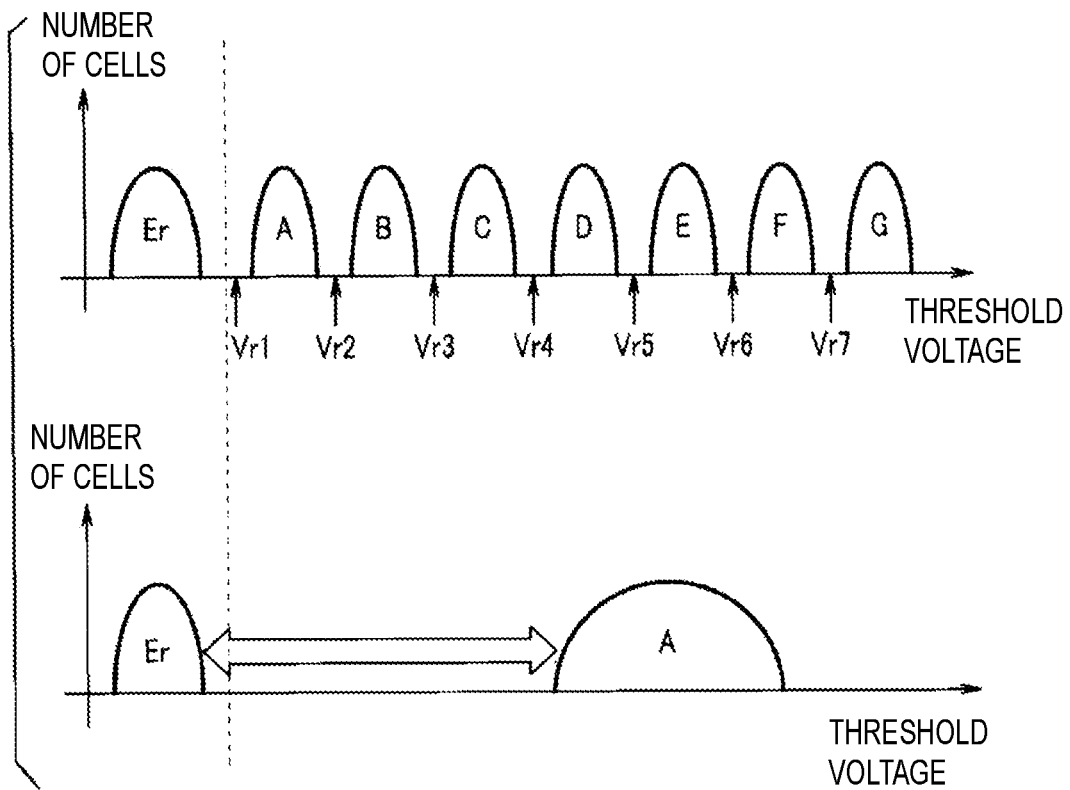 NUMBER
OF CELLS
Er A B C D E F G
Vr1 Vr2 Vr3 Vr4 Vr5 Vr6 Vr7
THRESHOLD
VOLTAGE
NUMBER
OF CELLS
Er A
THRESHOLD
VOLTAGE